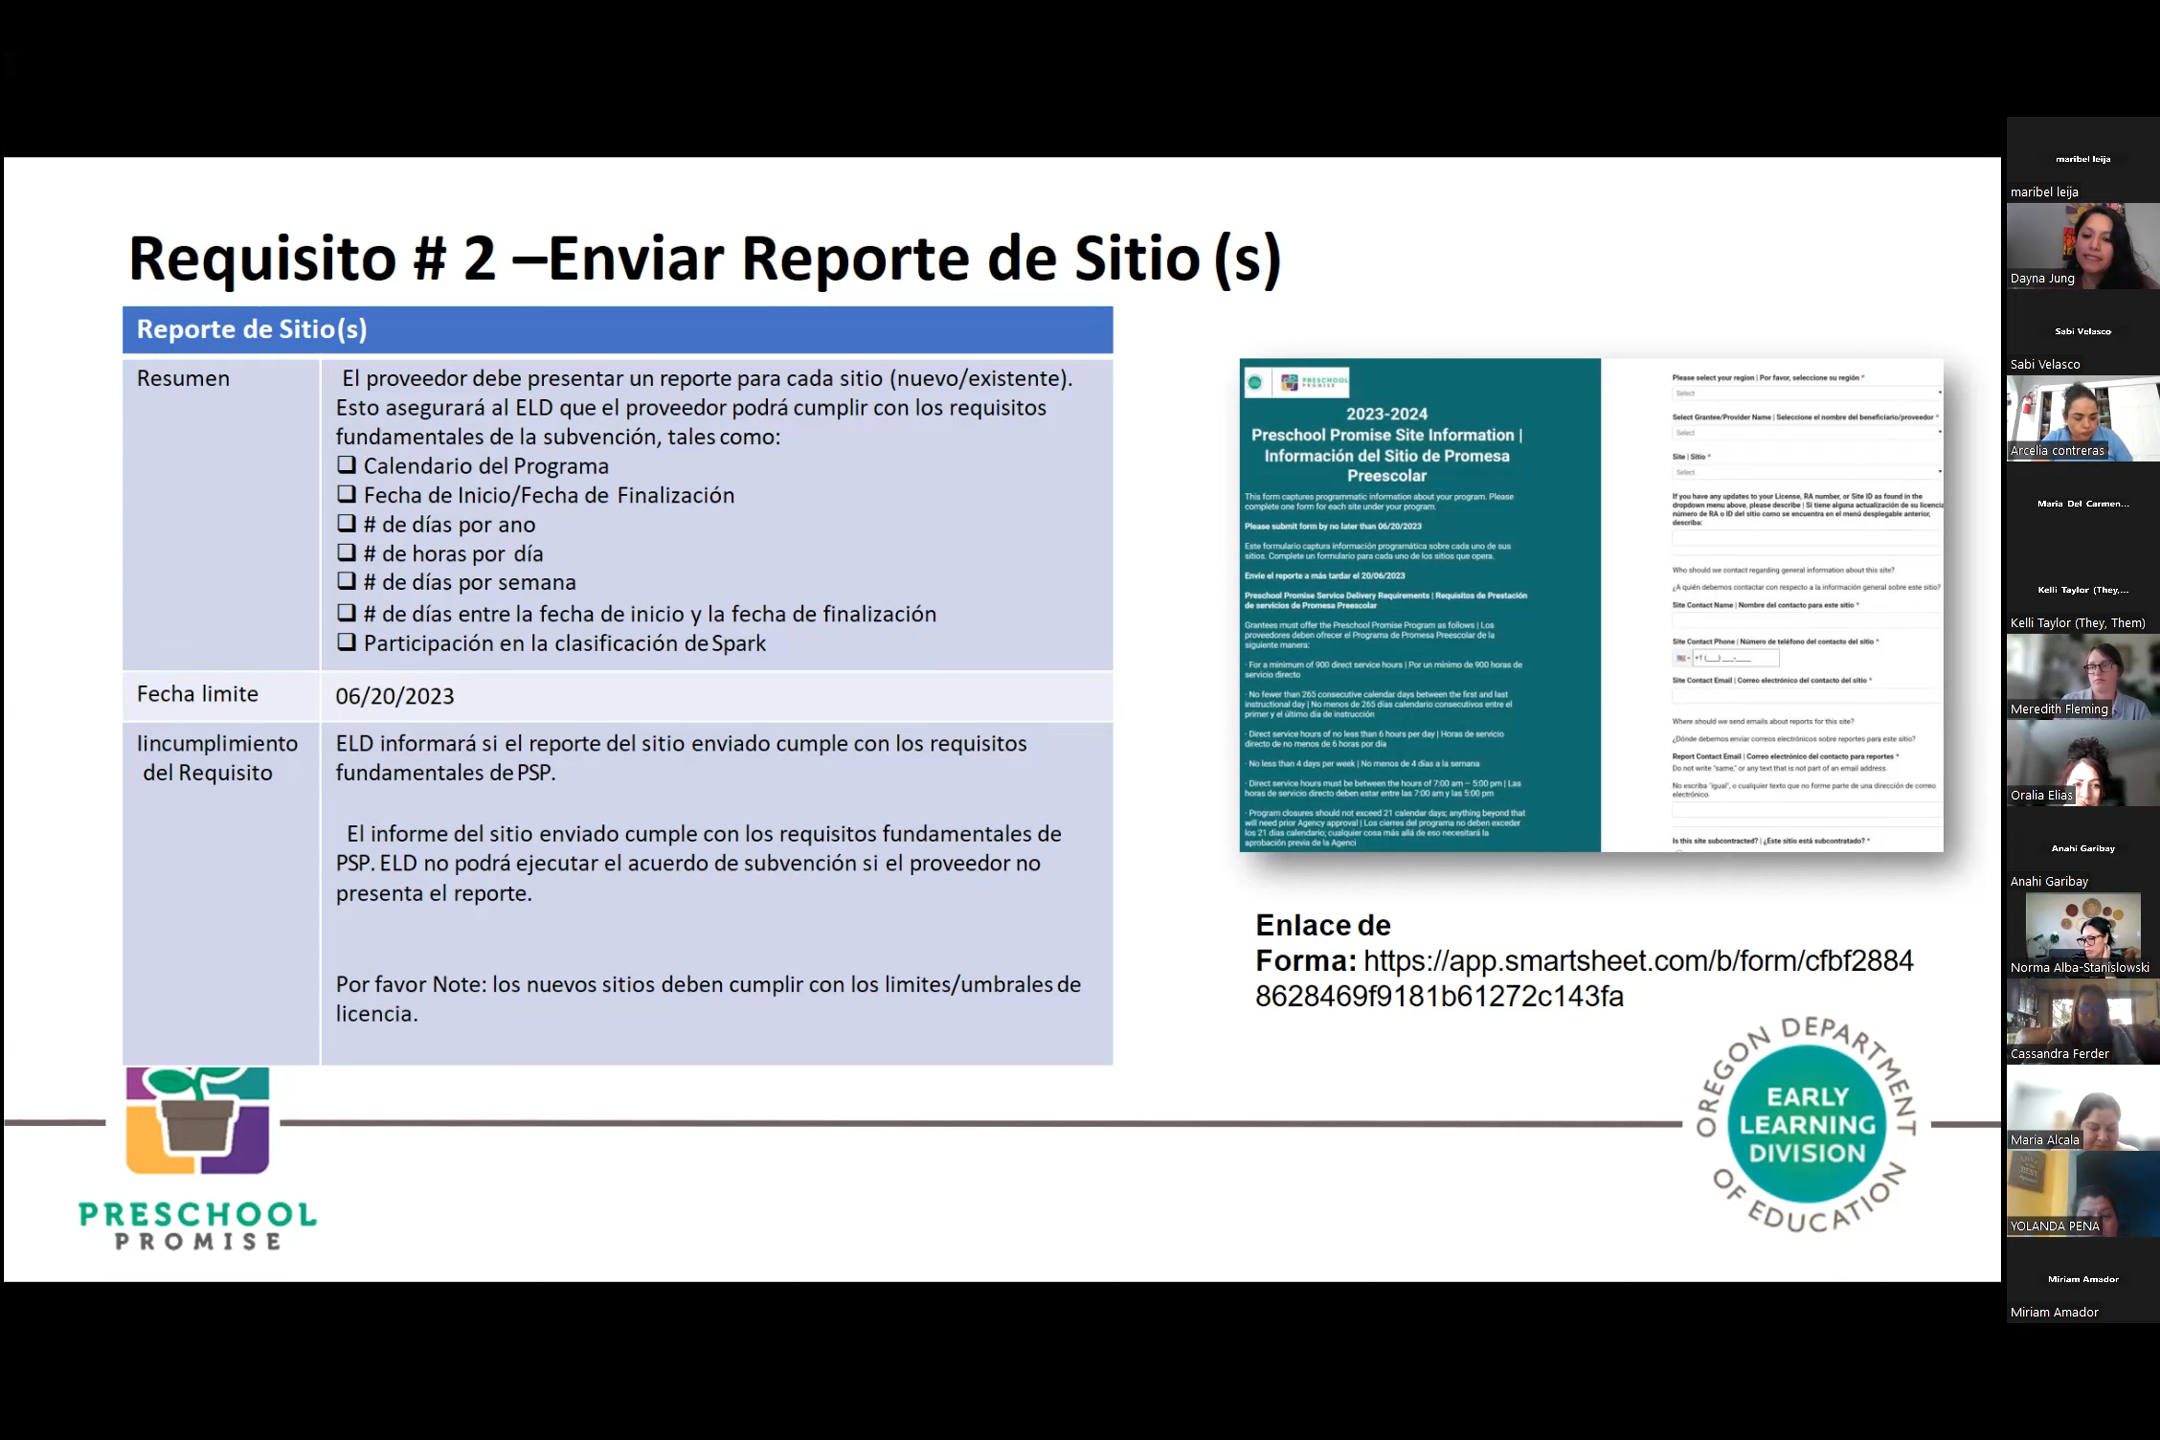 Requisito # 2 –Enviar Reporte de Sitio (s)
Reporte de Sitio(s)
Resumen
El proveedor debe presentar un reporte para cada sitio (nuevo/existente).
Esto asegurará al ELD que el proveedor podrá cumplir con los requisitos
fundamentales de la subvención, tales como:
❑ Calendario del Programa
❑ Fecha de Inicio/Fecha de Finalización
❑ # de días por ano
❑ # de horas por día
❑ # de días por semana
❑ # de días entre la fecha de inicio y la fecha de finalización
❑ Participación en la clasificación de Spark
Fecha limite
06/20/2023
Iincumplimiento
del Requisito
ELD informará si el reporte del sitio enviado cumple con los requisitos
fundamentales de PSP.
El informe del sitio enviado cumple con los requisitos fundamentales de
PSP. ELD no podrá ejecutar el acuerdo de subvención si el proveedor no
presenta el reporte.
Por favor Note: los nuevos sitios deben cumplir con los limites/umbrales de
licencia.
PRESCHOOL
PROMISE
PRESCHOOL
PROMISE
2023-2024
Preschool Promise Site Information |
Información del Sitio de Promesa
Preescolar
This form captures programmatic information about your program. Please
complete one form for each site under your program.
Please submit form by no later than 06/20/2023
Este formulario captura información programática sobre cada uno de sus
sitios. Complete un formulario para cada uno de los sitios que opera.
Envíe el reporte a más tardar el 20/06/2023
Preschool Promise Service Delivery Requirements | Requisitos de Prestación
de servicios de Promesa Preescolar
Grantees must offer the Preschool Promise Program as follows | Los
proveedores deben ofrecer el Programa de Promesa Preescolar de la
siguiente manera:
· For a minimum of 900 direct service hours | Por un mínimo de 900 horas de
servicio directo
· No fewer than 265 consecutive calendar days between the first and last
instructional day | No menos de 265 días calendario consecutivos entre el
primer y el último día de instrucción
· Direct service hours of no less than 6 hours per day | Horas de servicio
directo de no menos de 6 horas por día
· No less than 4 days per week | No menos de 4 días a la semana
· Direct service hours must be between the hours of 7:00 am – 5:00 pm | Las
horas de servicio directo deben estar entre las 7:00 am y las 5:00 pm
· Program closures should not exceed 21 calendar days; anything beyond that
will need prior Agency approval | Los cierres del programa no deben exceder
los 21 días calendario; cualquier cosa más allá de eso necesitará la
aprobación previa de la Agenci
Please select your region | Por favor, seleccione su región *
Select
Select Grantee/Provider Name | Seleccione el nombre del beneficiario/proveedor *
Select
Site | Sitio *
Select
If you have any updates to your License, RA number, or Site ID as found in the
dropdown menu above, please describe | Si tiene alguna actualización de su licencia
número de RA o ID del sitio como se encuentra en el menú desplegable anterior,
describa:
Who should we contact regarding general information about this site?
¿A quién debemos contactar con respecto a la información general sobre este sitio?
Site Contact Name | Nombre del contacto para este sitio *
Site Contact Phone | Número de teléfono del contacto del sitio *
+1 (___) ___-____
Site Contact Email | Correo electrónico del contacto del sitio *
Where should we send emails about reports for this site?
¿Dónde debemos enviar correos electrónicos sobre reportes para este sitio?
Report Contact Email | Correo electrónico del contacto para reportes *
Do not write "same," or any text that is not part of an email address.
No escriba "igual", o cualquier texto que no forme parte de una dirección de correo
electrónico.
Is this site subcontracted? | ¿Este sitio está subcontratado? *
Enlace de
Forma: https://app.smartsheet.com/b/form/cfbf2884
8628469f9181b61272c143fa
OREGON DEPARTMENT
OF EDUCATION
EARLY
LEARNING
DIVISION
maribel leija
maribel leija
Dayna Jung
Sabi Velasco
Sabi Velasco
Arcelia contreras
Maria Del Carmen...
Kelli Taylor (They,...
Kelli Taylor (They, Them)
Meredith Fleming
Oralia Elias
Anahi Garibay
Anahi Garibay
Norma Alba-Stanislowski
Cassandra Ferder
Maria Alcala
YOLANDA PENA
Miriam Amador
Miriam Amador